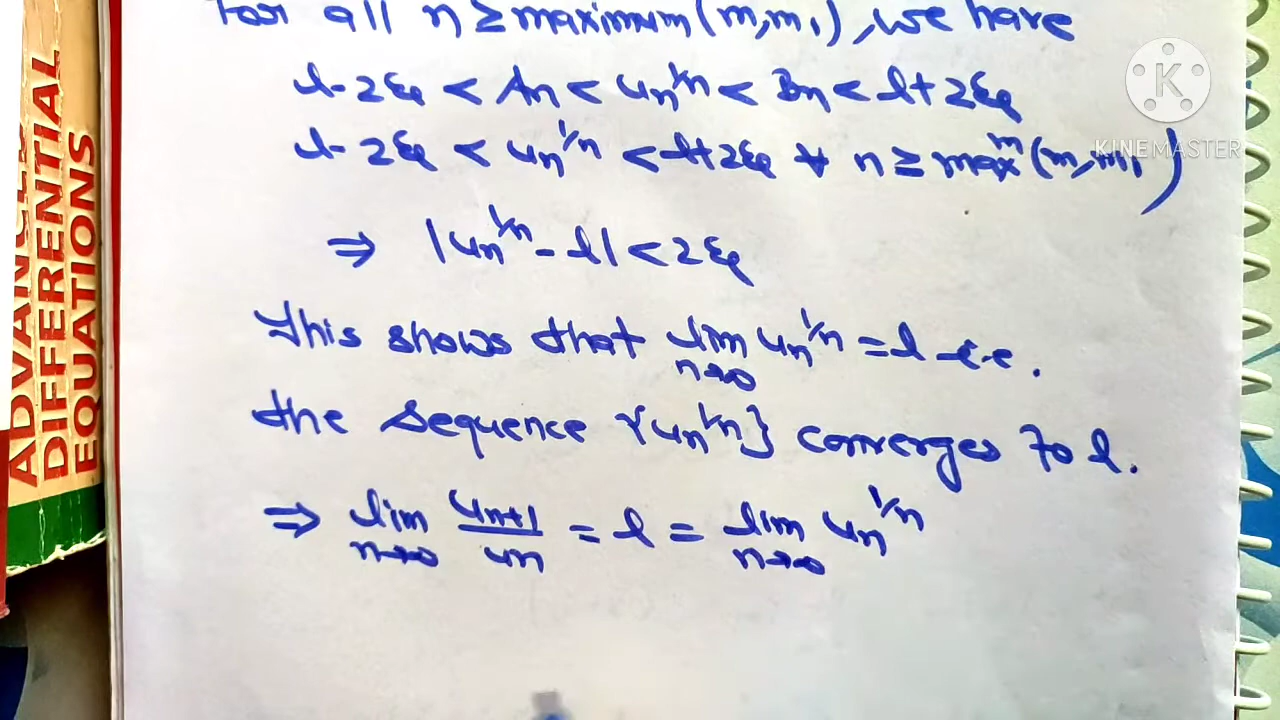 For all n ≥ maximum(m, m₁), we have
l - 2ε < An < un^1/n < Bn < l + 2ε
l - 2ε < un^1/n < l + 2ε ∀ n ≥ max^m(m, m₁)
⇒ |un^1/n - l| < 2ε
This shows that lim n→∞ un^1/n = l i.e.
the sequence {un^1/n} converges to l.
⇒ lim n→∞ un+1/un = l = lim n→∞ un^1/n
ADVANCED
DIFFERENTIAL
EQUATIONS
K
KINEMASTER